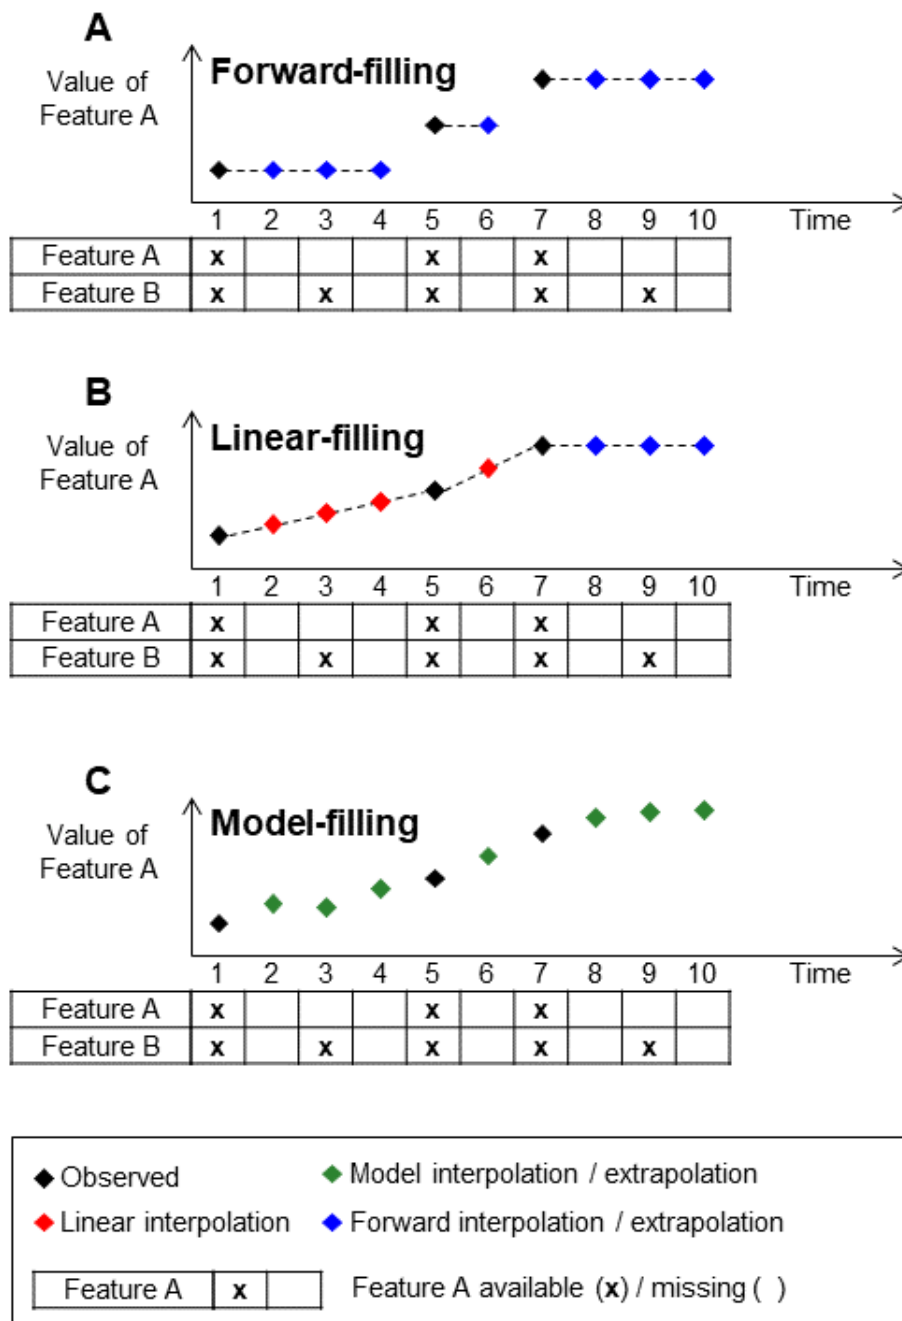 A
Value of
Feature A
Forward-filling
1 2 3 4 5 6 7 8 9 10 Time
Feature A x x x
Feature B x x x x x
B
Value of
Feature A
Linear-filling
1 2 3 4 5 6 7 8 9 10 Time
Feature A x x x
Feature B x x x x x
C
Value of
Feature A
Model-filling
1 2 3 4 5 6 7 8 9 10 Time
Feature A x x x
Feature B x x x x x
Observed Model interpolation / extrapolation
Linear interpolation Forward interpolation / extrapolation
Feature A x Feature A available (x) / missing ( )